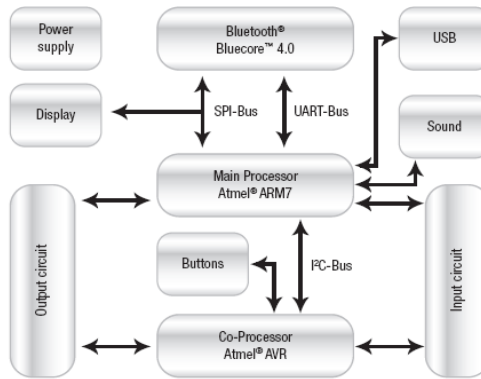 Power
supply
Bluetooth®
Bluecore™ 4.0
USB
Display
SPI-Bus
UART-Bus
Sound
Main Processor
Atmel® ARM7
Output circuit
Buttons
I²C-Bus
Input circuit
Co-Processor
Atmel® AVR